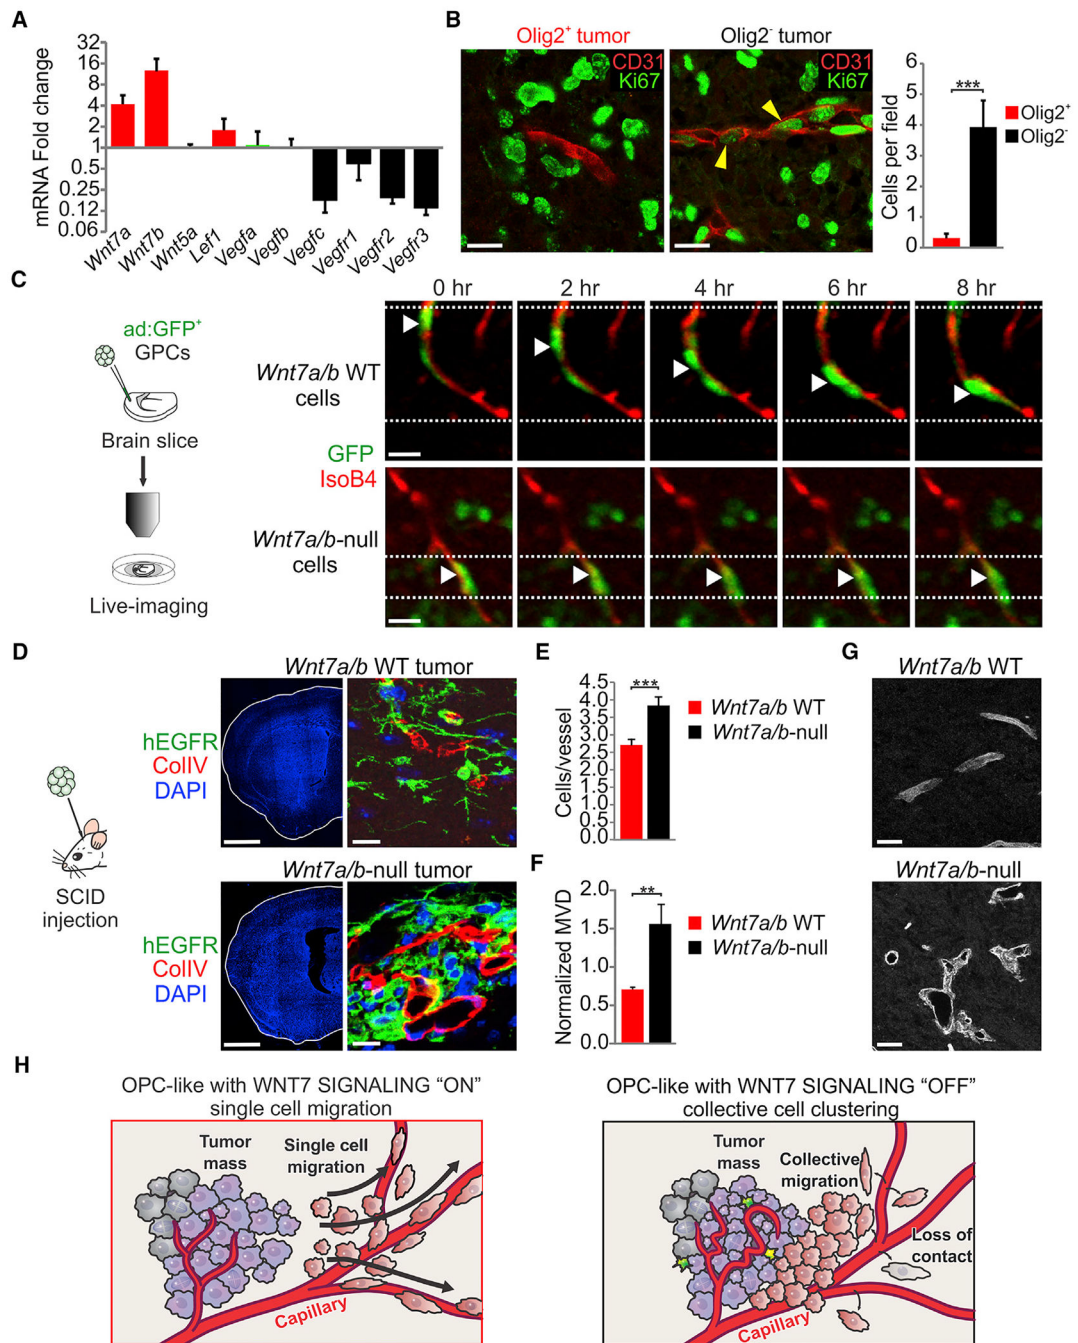 A
mRNA Fold change
32
16
8
4
2
1
0.5
0.25
0.12
0.06
Wnt7a
Wnt7b
Wnt5a
Lef1
Vegfa
Vegfb
Vegfc
Vegfr1
Vegfr2
Vegfr3
B
Olig2+ tumor
Olig2- tumor
CD31
Ki67
CD31
Ki67
Cells per field
6
5
4
3
2
1
0
***
Olig2+
Olig2-
C
ad:GFP+
GPCs
Brain slice
Live-imaging
0 hr
2 hr
4 hr
6 hr
8 hr
Wnt7a/b WT
cells
GFP
IsoB4
Wnt7a/b-null
cells
D
SCID
injection
Wnt7a/b WT tumor
hEGFR
ColIV
DAPI
Wnt7a/b-null tumor
hEGFR
ColIV
DAPI
E
Cells/vessel
4.5
4.0
3.5
3.0
2.5
2.0
1.5
1.0
0.5
0.0
***
Wnt7a/b WT
Wnt7a/b-null
F
Normalized MVD
2.0
1.5
1.0
0.5
0.0
**
Wnt7a/b WT
Wnt7a/b-null
G
Wnt7a/b WT
Wnt7a/b-null
H
OPC-like with WNT7 SIGNALING “ON”
single cell migration
Tumor
mass
Single cell
migration
Capillary
OPC-like with WNT7 SIGNALING “OFF”
collective cell clustering
Tumor
mass
Collective
migration
Loss of
contact
Capillary